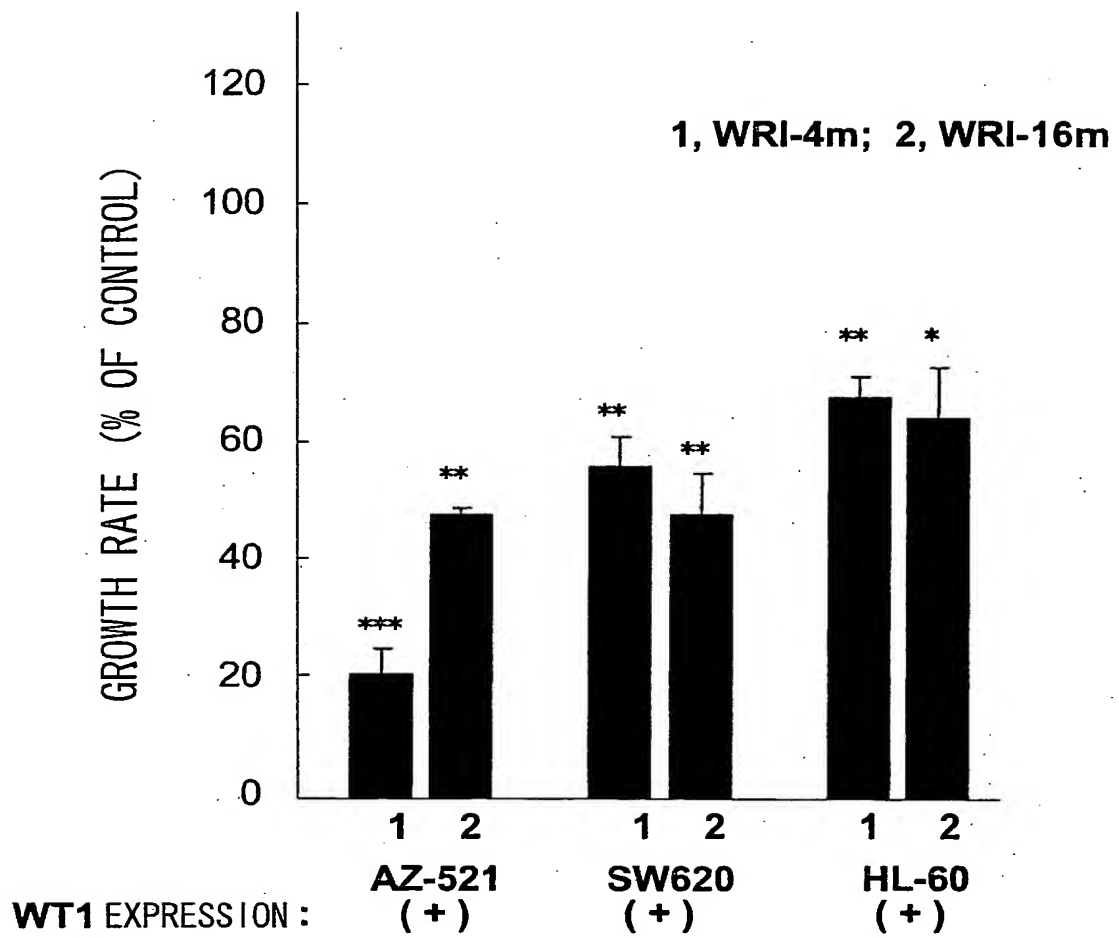 GROWTH RATE (% OF CONTROL)
120
100
80
60
40
20
0
1, WRI-4m; 2, WRI-16m
*** ** ** ** ** *
1 2 1 2 1 2
AZ-521 SW620 HL-60
WT1 EXPRESSION: (+) (+) (+)